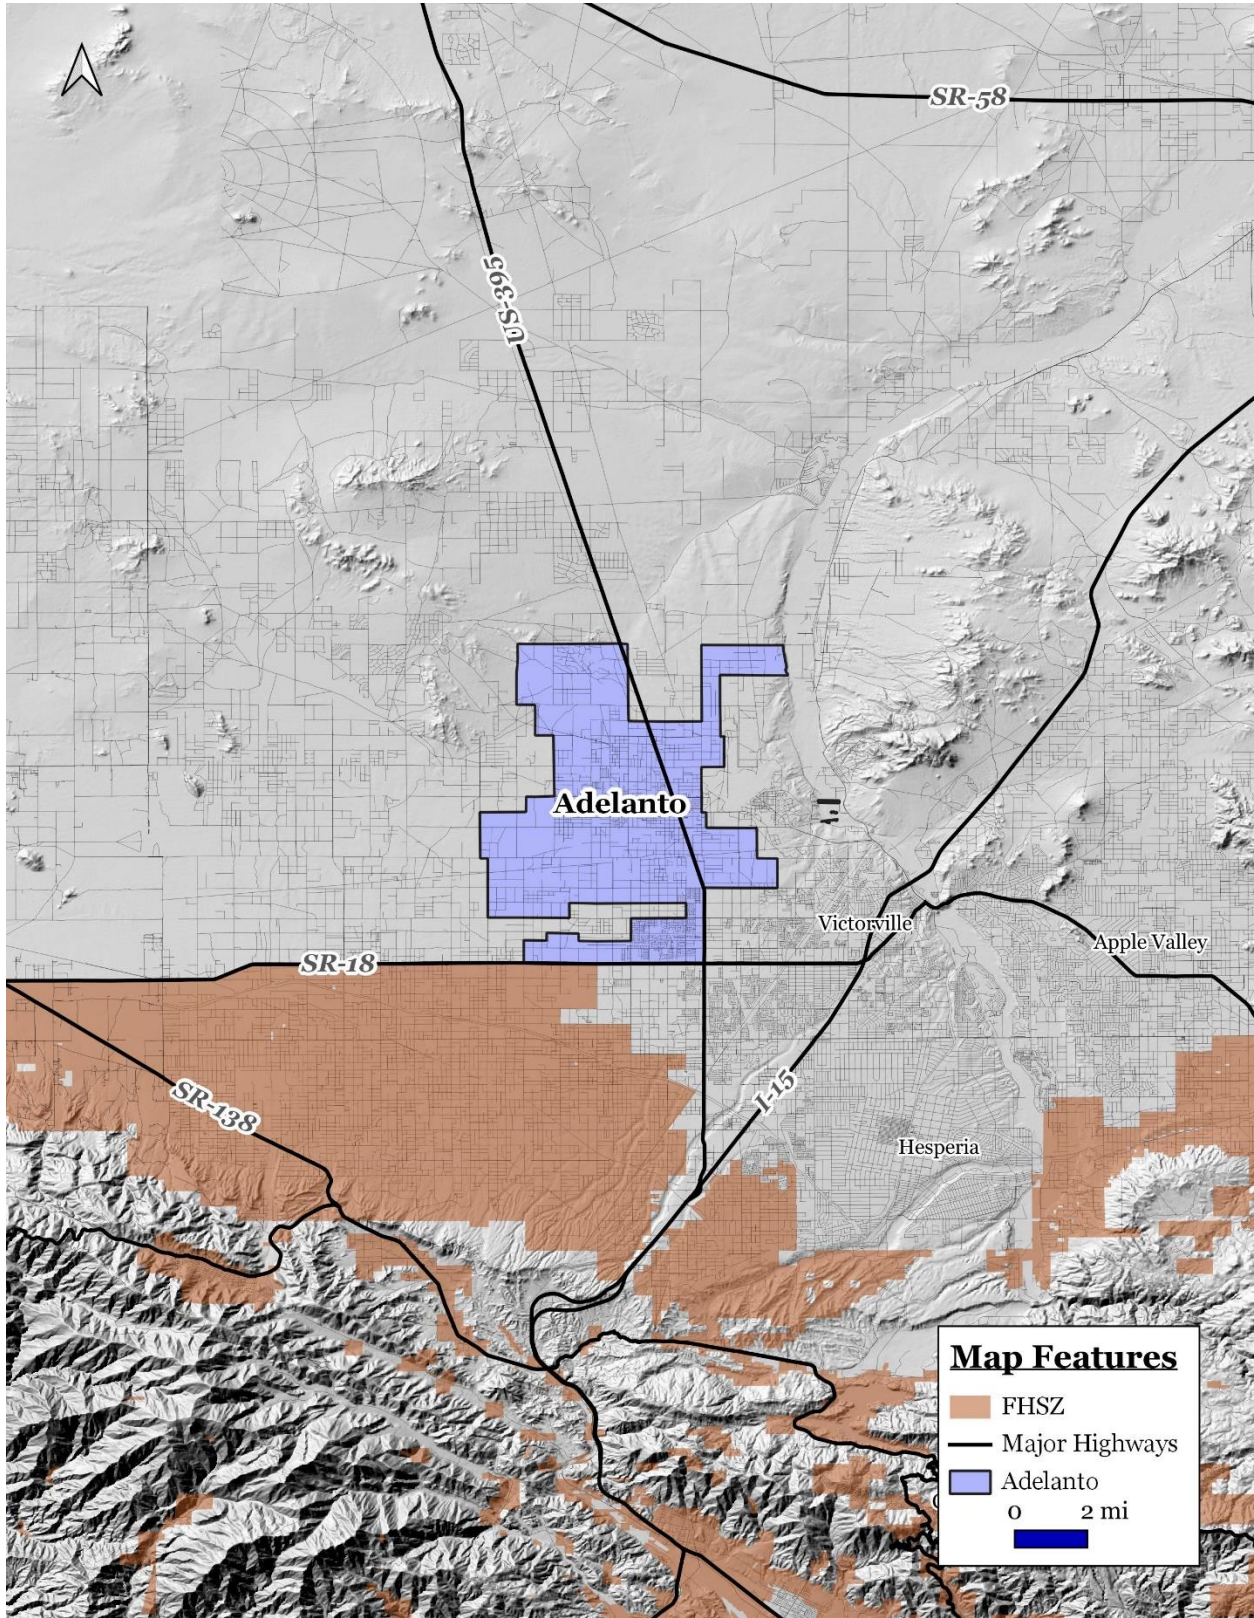 SR-58
US-395
Adelanto
Victorville
Apple Valley
SR-18
I-15
SR-138
Hesperia
Map Features
FHSZ
Major Highways
Adelanto
0 2 mi